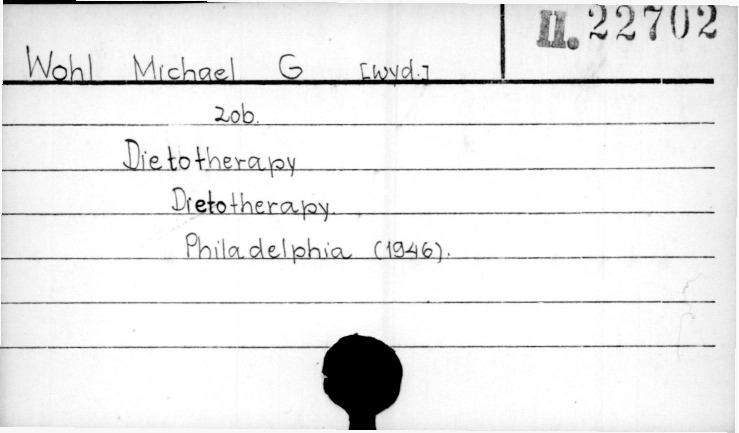 II. 22702
Wohl Michael G [wyd.]
zob.
Dietotherapy
Dietotherapy.
Philadelphia (1946).